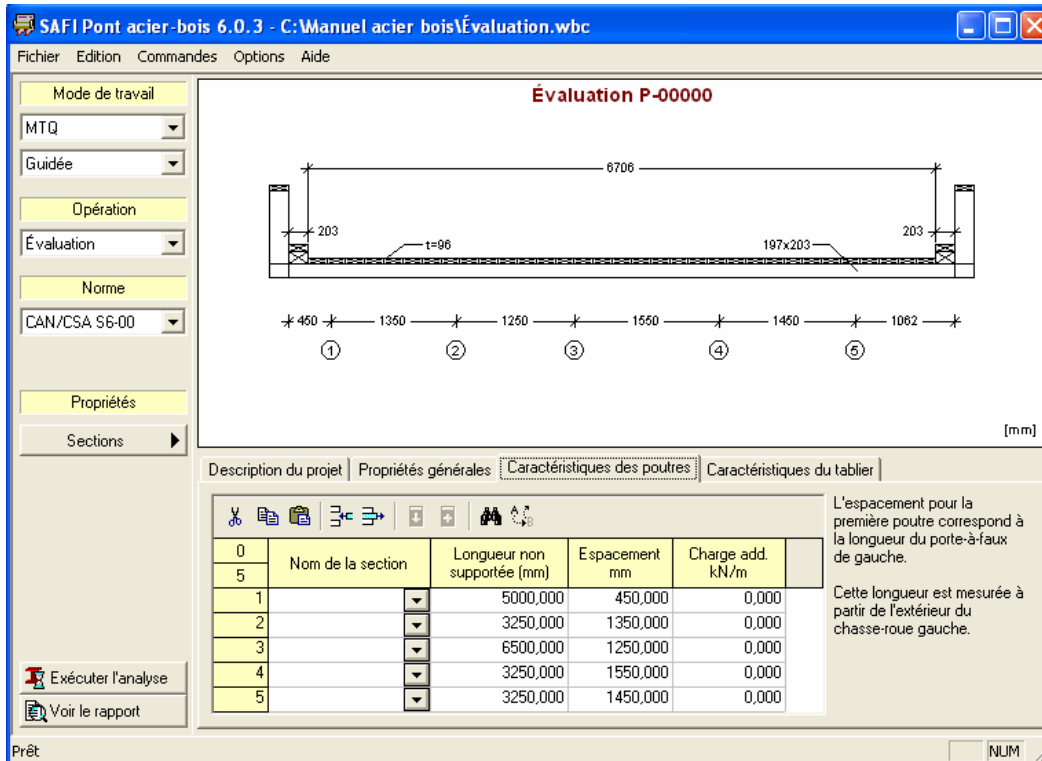 SAFI Pont acier-bois 6.0.3 - C:\Manuel acier bois\Évaluation.wbc
Fichier Edition Commandes Options Aide
Mode de travail
MTQ
Guidée
Opération
Évaluation
Norme
CAN/CSA S6-00
Propriétés
Sections
Exécuter l'analyse
Voir le rapport
Évaluation P-00000
6706
203
t=96
197x203
203
450 1350 1250 1550 1450 1062
1 2 3 4 5
[mm]
Description du projet Propriétés générales Caractéristiques des poutres Caractéristiques du tablier
0
5
Nom de la section
Longueur non supportée (mm)
Espacement mm
Charge add. kN/m
1 5000,000 450,000 0,000
2 3250,000 1350,000 0,000
3 6500,000 1250,000 0,000
4 3250,000 1550,000 0,000
5 3250,000 1450,000 0,000
L'espacement pour la
première poutre correspond à
la longueur du porte-à-faux
de gauche.
Cette longueur est mesurée à
partir de l'extérieur du
chasse-roue gauche.
Prêt
NUM